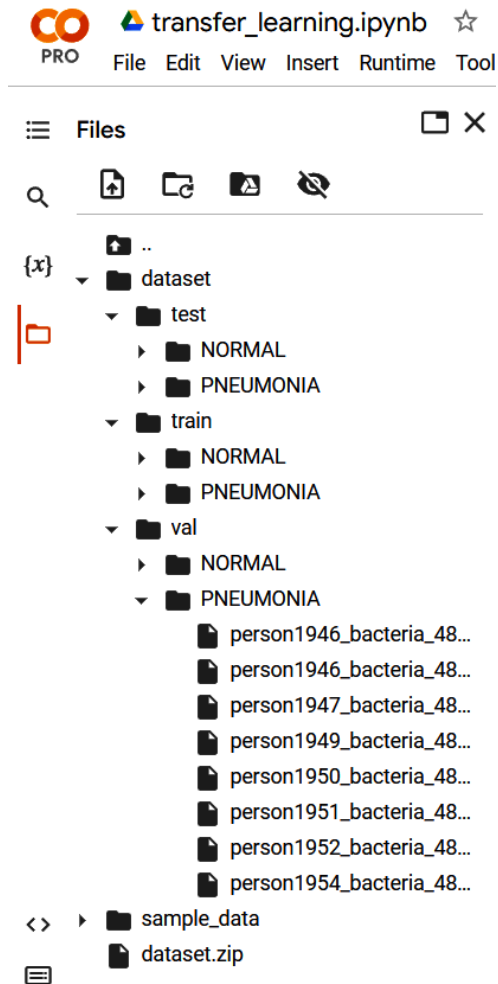 transfer_learning.ipynb
PRO
File Edit View Insert Runtime Tool
Files
..
{x}
dataset
test
NORMAL
PNEUMONIA
train
NORMAL
PNEUMONIA
val
NORMAL
PNEUMONIA
person1946_bacteria_48...
person1946_bacteria_48...
person1947_bacteria_48...
person1949_bacteria_48...
person1950_bacteria_48...
person1951_bacteria_48...
person1952_bacteria_48...
person1954_bacteria_48...
<> sample_data
dataset.zip